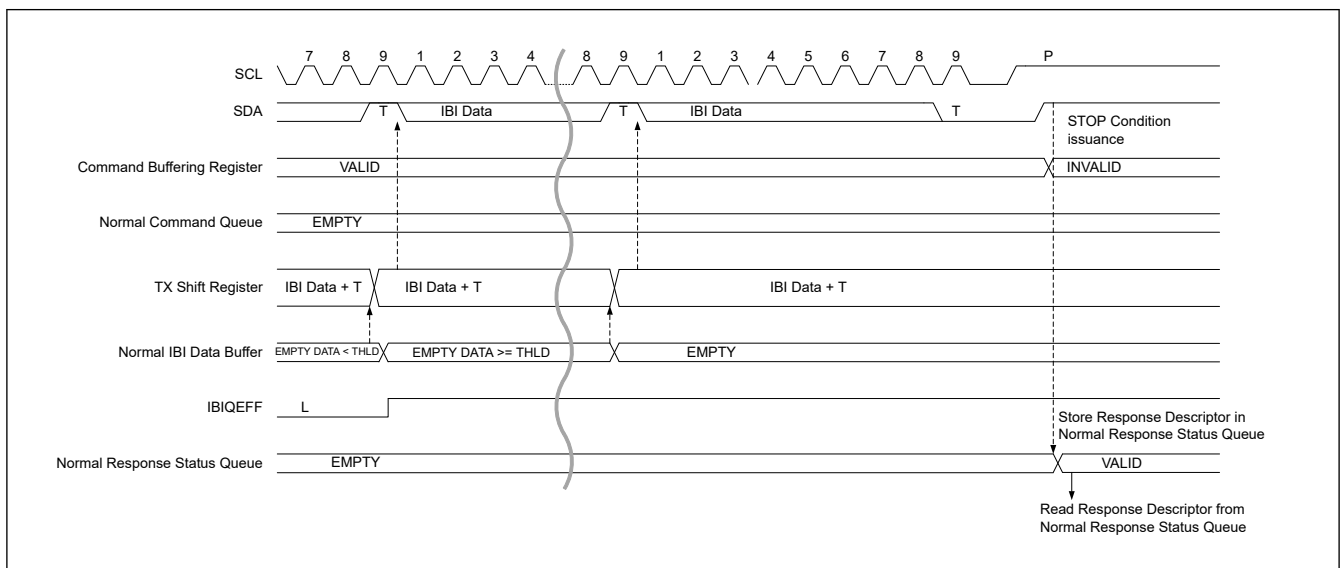 7 8 9 1 2 3 4 8 9 1 2 3 4 5 6 7 8 9 P
SCL
SDA T IBI Data T IBI Data T
STOP Condition
issuance
Command Buffering Register VALID INVALID
Normal Command Queue EMPTY
TX Shift Register IBI Data + T IBI Data + T IBI Data + T
Normal IBI Data Buffer EMPTY DATA < THLD EMPTY DATA >= THLD EMPTY
IBIQEFF L
Store Response Descriptor in
Normal Response Status Queue
Normal Response Status Queue EMPTY VALID
Read Response Descriptor from
Normal Response Status Queue